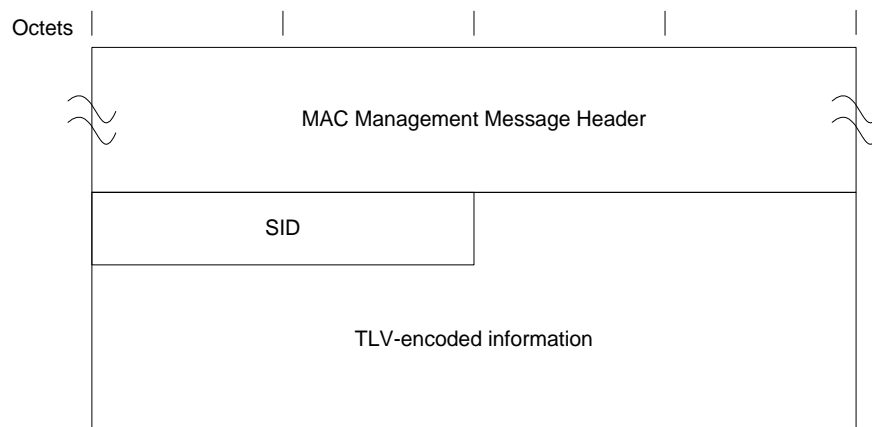 Octets
MAC Management Message Header
SID
TLV-encoded information